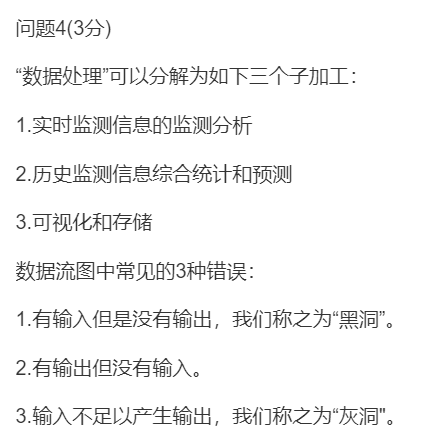 问题4(3分)
“数据处理”可以分解为如下三个子加工：
1.实时监测信息的监测分析
2.历史监测信息综合统计和预测
3.可视化和存储
数据流图中常见的3种错误：
1.有输入但是没有输出，我们称之为“黑洞”。
2.有输出但没有输入。
3.输入不足以产生输出，我们称之为“灰洞"。